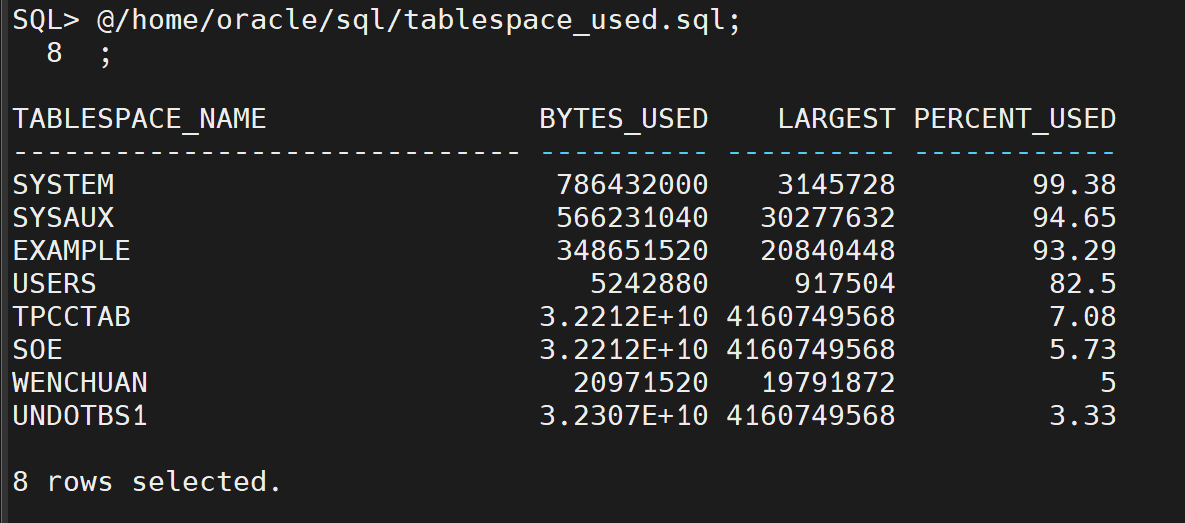 SQL> @/home/oracle/sql/tablespace_used.sql;
  8  ;
TABLESPACE_NAME                BYTES_USED    LARGEST PERCENT_USED
------------------------------ ---------- ---------- ------------
SYSTEM                          786432000    3145728        99.38
SYSAUX                          566231040   30277632        94.65
EXAMPLE                         348651520   20840448        93.29
USERS                             5242880     917504         82.5
TPCCTAB                        3.2212E+10 4160749568         7.08
SOE                            3.2212E+10 4160749568         5.73
WENCHUAN                         20971520   19791872            5
UNDOTBS1                       3.2307E+10 4160749568         3.33
8 rows selected.